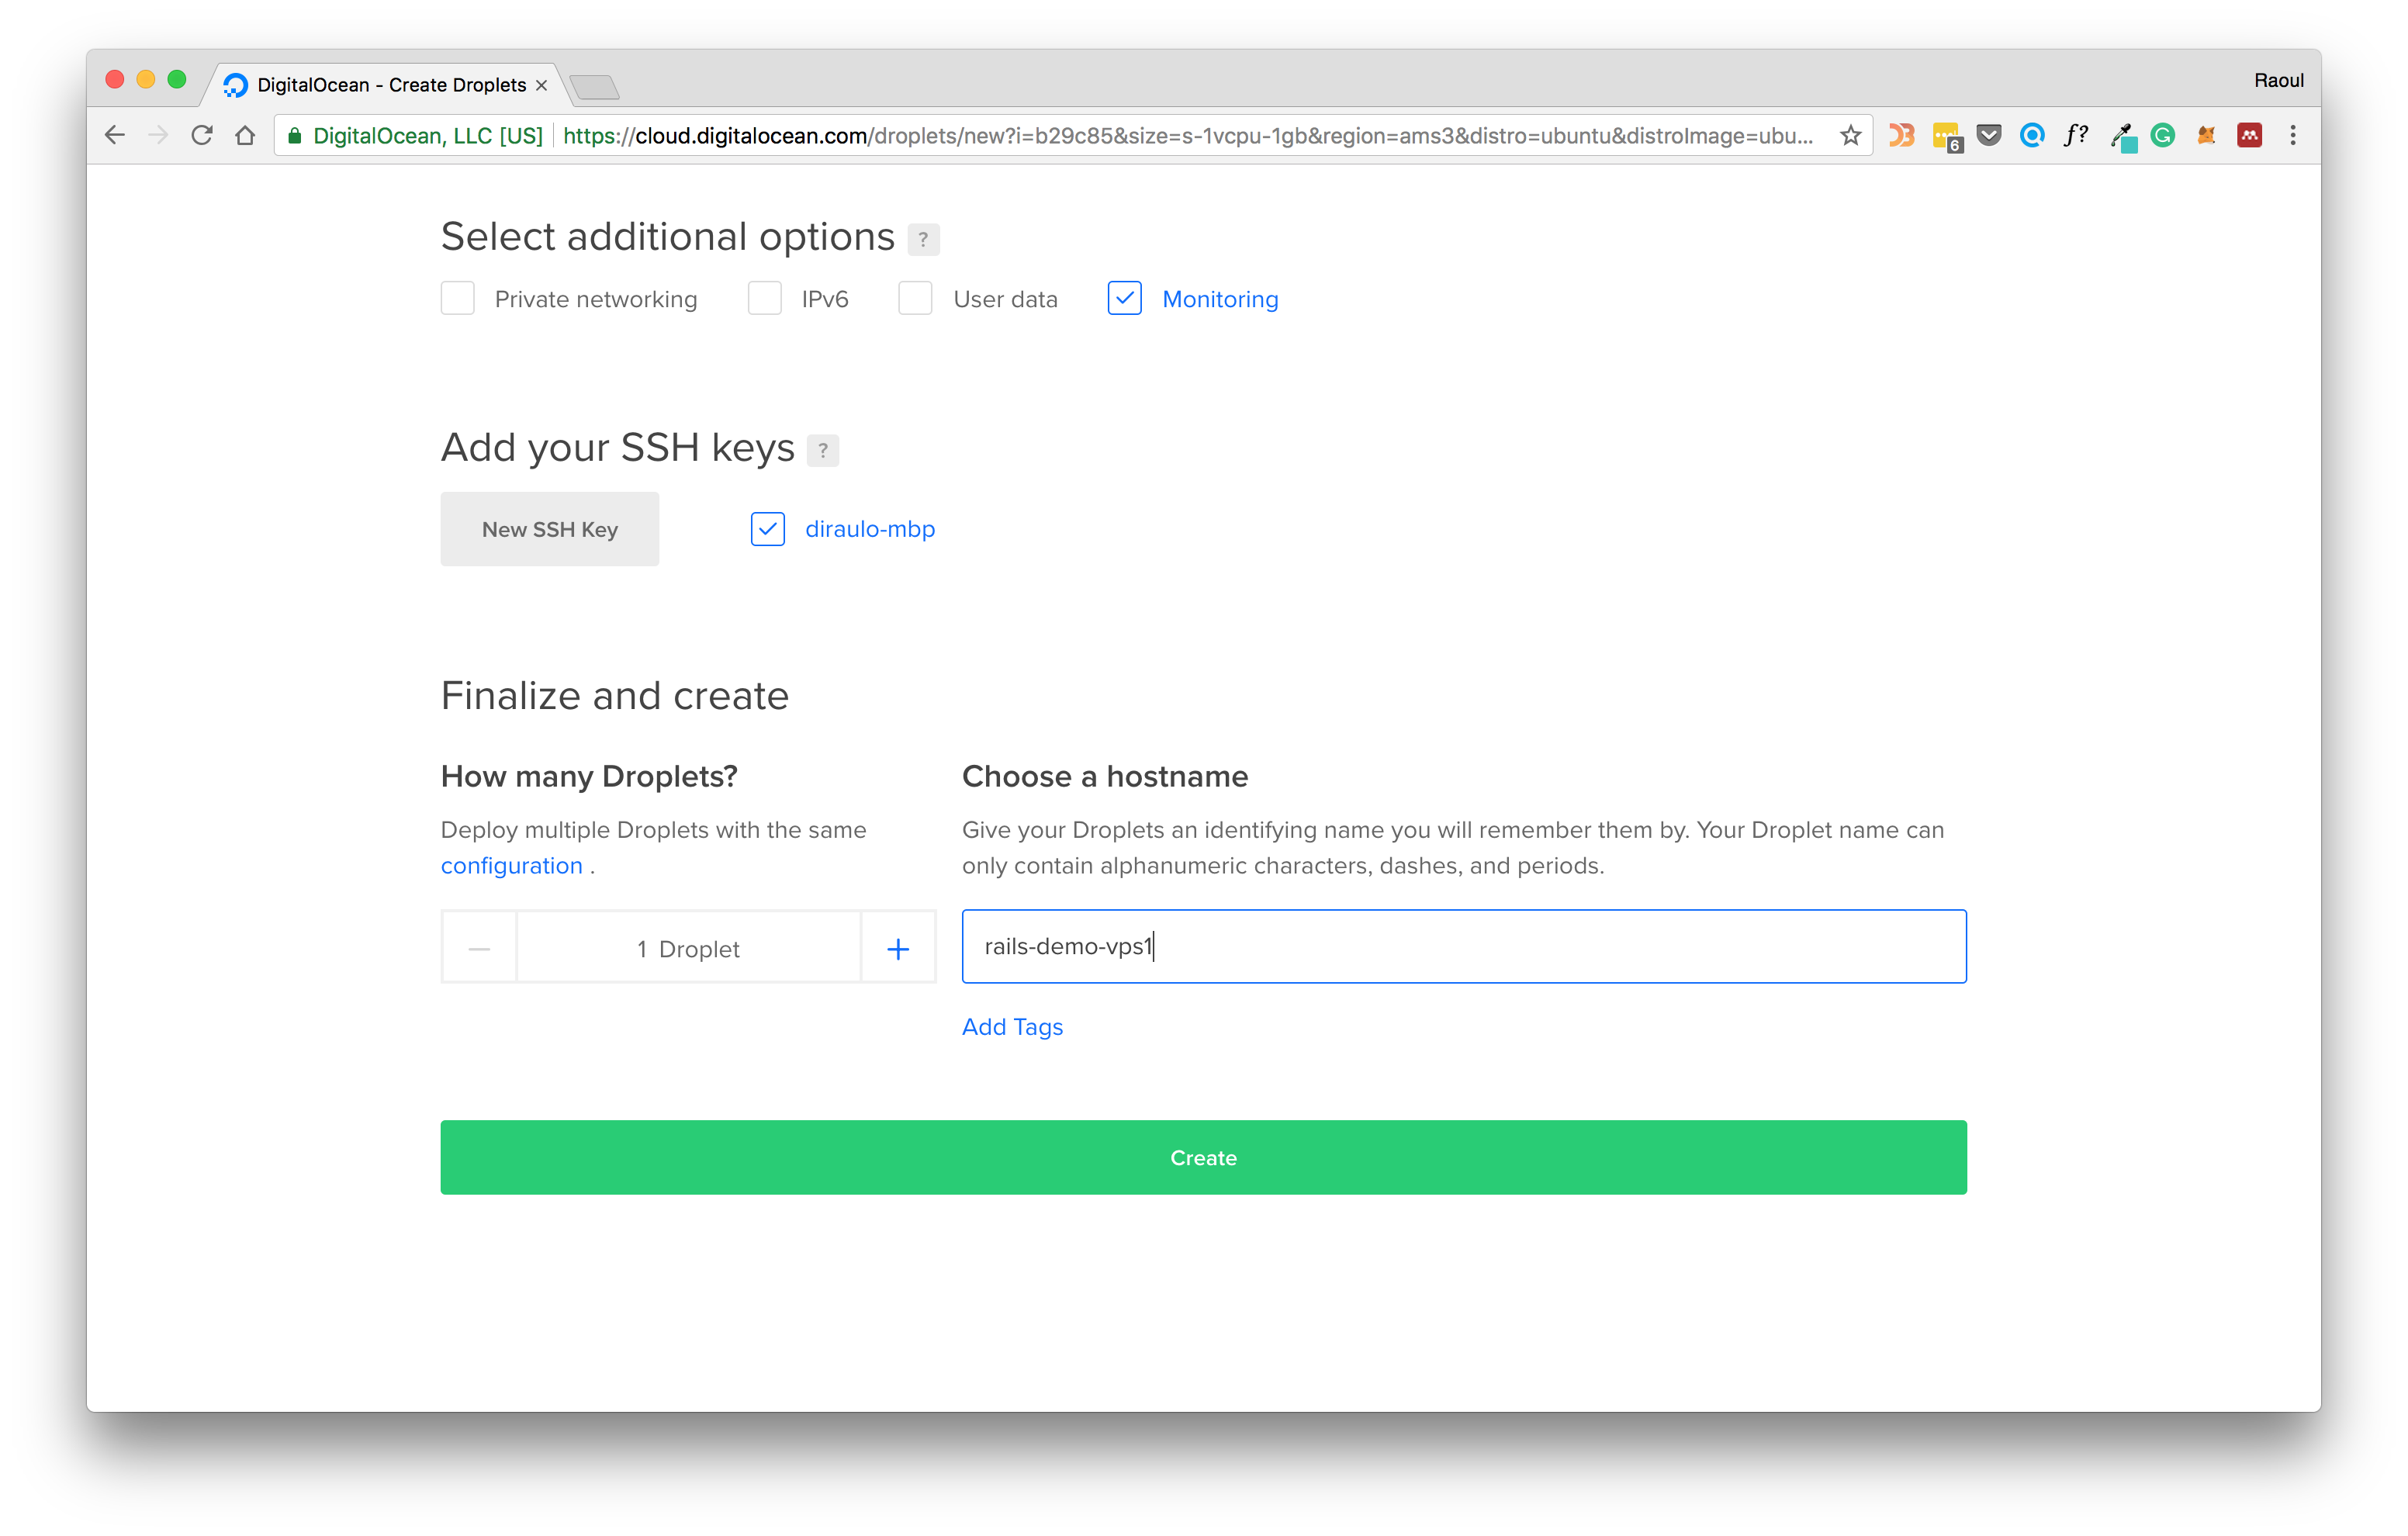 DigitalOcean - Create Droplets
Raoul
DigitalOcean, LLC [US] https://cloud.digitalocean.com/droplets/new?i=b29c85&size=s-1vcpu-1gb&region=ams3&distro=ubuntu&distroImage=ubu...
6
f?
Select additional options ?
Private networking IPv6 User data Monitoring
Add your SSH keys ?
New SSH Key diraulo-mbp
Finalize and create
How many Droplets?
Deploy multiple Droplets with the same
configuration .
1 Droplet
Choose a hostname
Give your Droplets an identifying name you will remember them by. Your Droplet name can
only contain alphanumeric characters, dashes, and periods.
rails-demo-vps1
Add Tags
Create